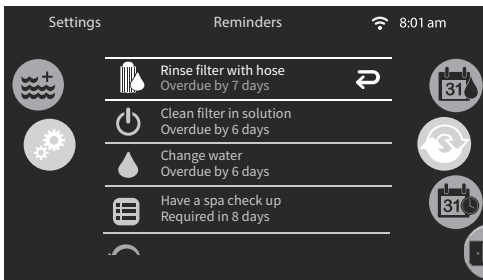 Settings
Reminders
8:01 am
Rinse filter with hose
Overdue by 7 days
Clean filter in solution
Overdue by 6 days
Change water
Overdue by 6 days
Have a spa check up
Required in 8 days
31
31